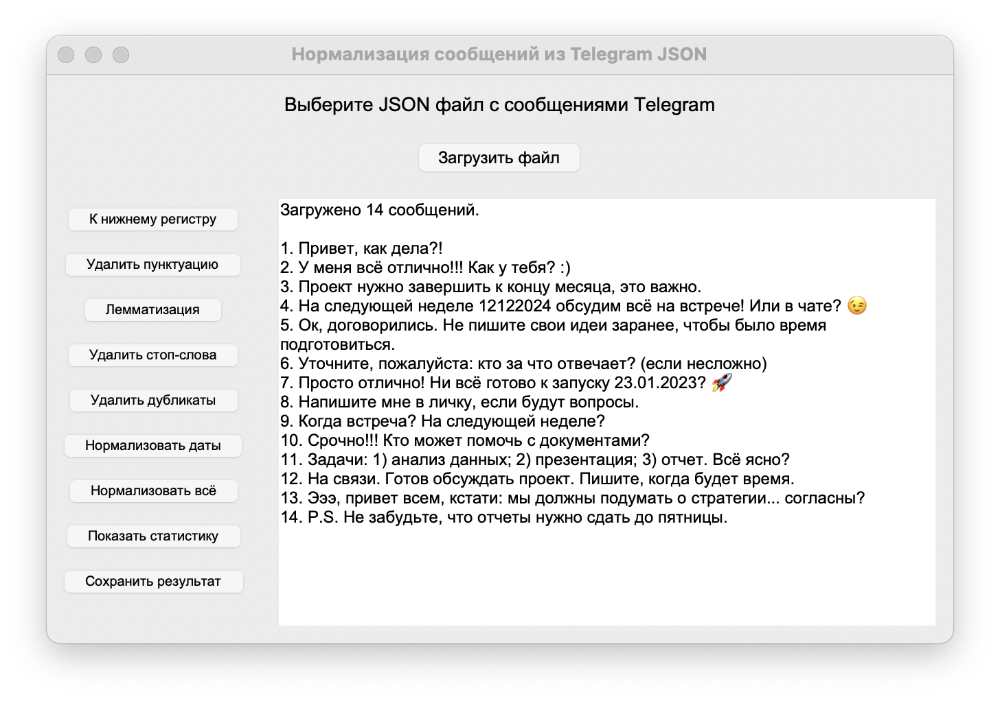 Нормализация сообщений из Telegram JSON
Выберите JSON файл с сообщениями Telegram
Загрузить файл
К нижнему регистру
Удалить пунктуацию
Лемматизация
Удалить стоп-слова
Удалить дубликаты
Нормализовать даты
Нормализовать всё
Показать статистику
Сохранить результат
Загружено 14 сообщений.
1. Привет, как дела?!
2. У меня всё отлично!!! Как у тебя? :)
3. Проект нужно завершить к концу месяца, это важно.
4. На следующей неделе 12122024 обсудим всё на встрече! Или в чате? 😉
5. Ок, договорились. Не пишите свои идеи заранее, чтобы было время
подготовиться.
6. Уточните, пожалуйста: кто за что отвечает? (если несложно)
7. Просто отлично! Ни всё готово к запуску 23.01.2023? 🚀
8. Напишите мне в личку, если будут вопросы.
9. Когда встреча? На следующей неделе?
10. Срочно!!! Кто может помочь с документами?
11. Задачи: 1) анализ данных; 2) презентация; 3) отчет. Всё ясно?
12. На связи. Готов обсуждать проект. Пишите, когда будет время.
13. Эээ, привет всем, кстати: мы должны подумать о стратегии... согласны?
14. P.S. Не забудьте, что отчеты нужно сдать до пятницы.